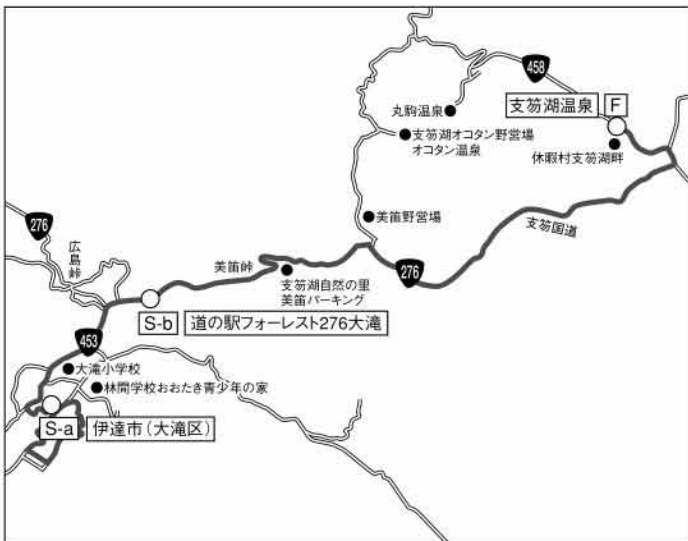 458
支笏湖温泉 F
丸駒温泉
支笏湖オコタン野営場
オコタン温泉
休暇村支笏湖畔
美笛野営場
支笏国道
276
広島峠
美笛峠
276
支笏湖自然の里
美笛パーキング
S-b 道の駅フォーレスト276大滝
453
大滝小学校
林間学校おおたき青少年の家
S-a 伊達市（大滝区）